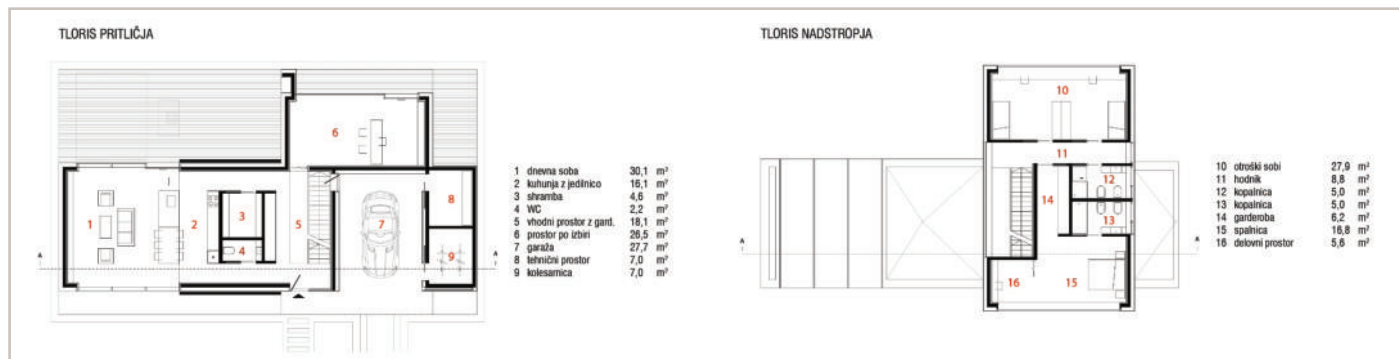 TLORIS PRITLIČJA
6
1
2
3
4
5
7
8
9
A
A
1 dnevna soba 30,1 m²
2 kuhunja z jedilnico 16,1 m²
3 shramba 4,6 m²
4 WC 2,2 m²
5 vhodni prostor z gard. 18,1 m²
6 prostor po izbiri 26,5 m²
7 garaža 27,7 m²
8 tehnični prostor 7,0 m²
9 kolesarnica 7,0 m²
TLORIS NADSTROPJA
10
11
12
13
14
15
16
A
A
10 otroški sobi 27,9 m²
11 hodnik 8,8 m²
12 kopalnica 5,0 m²
13 kopalnica 5,0 m²
14 garderoba 6,2 m²
15 spalnica 16,8 m²
16 delovni prostor 5,6 m²